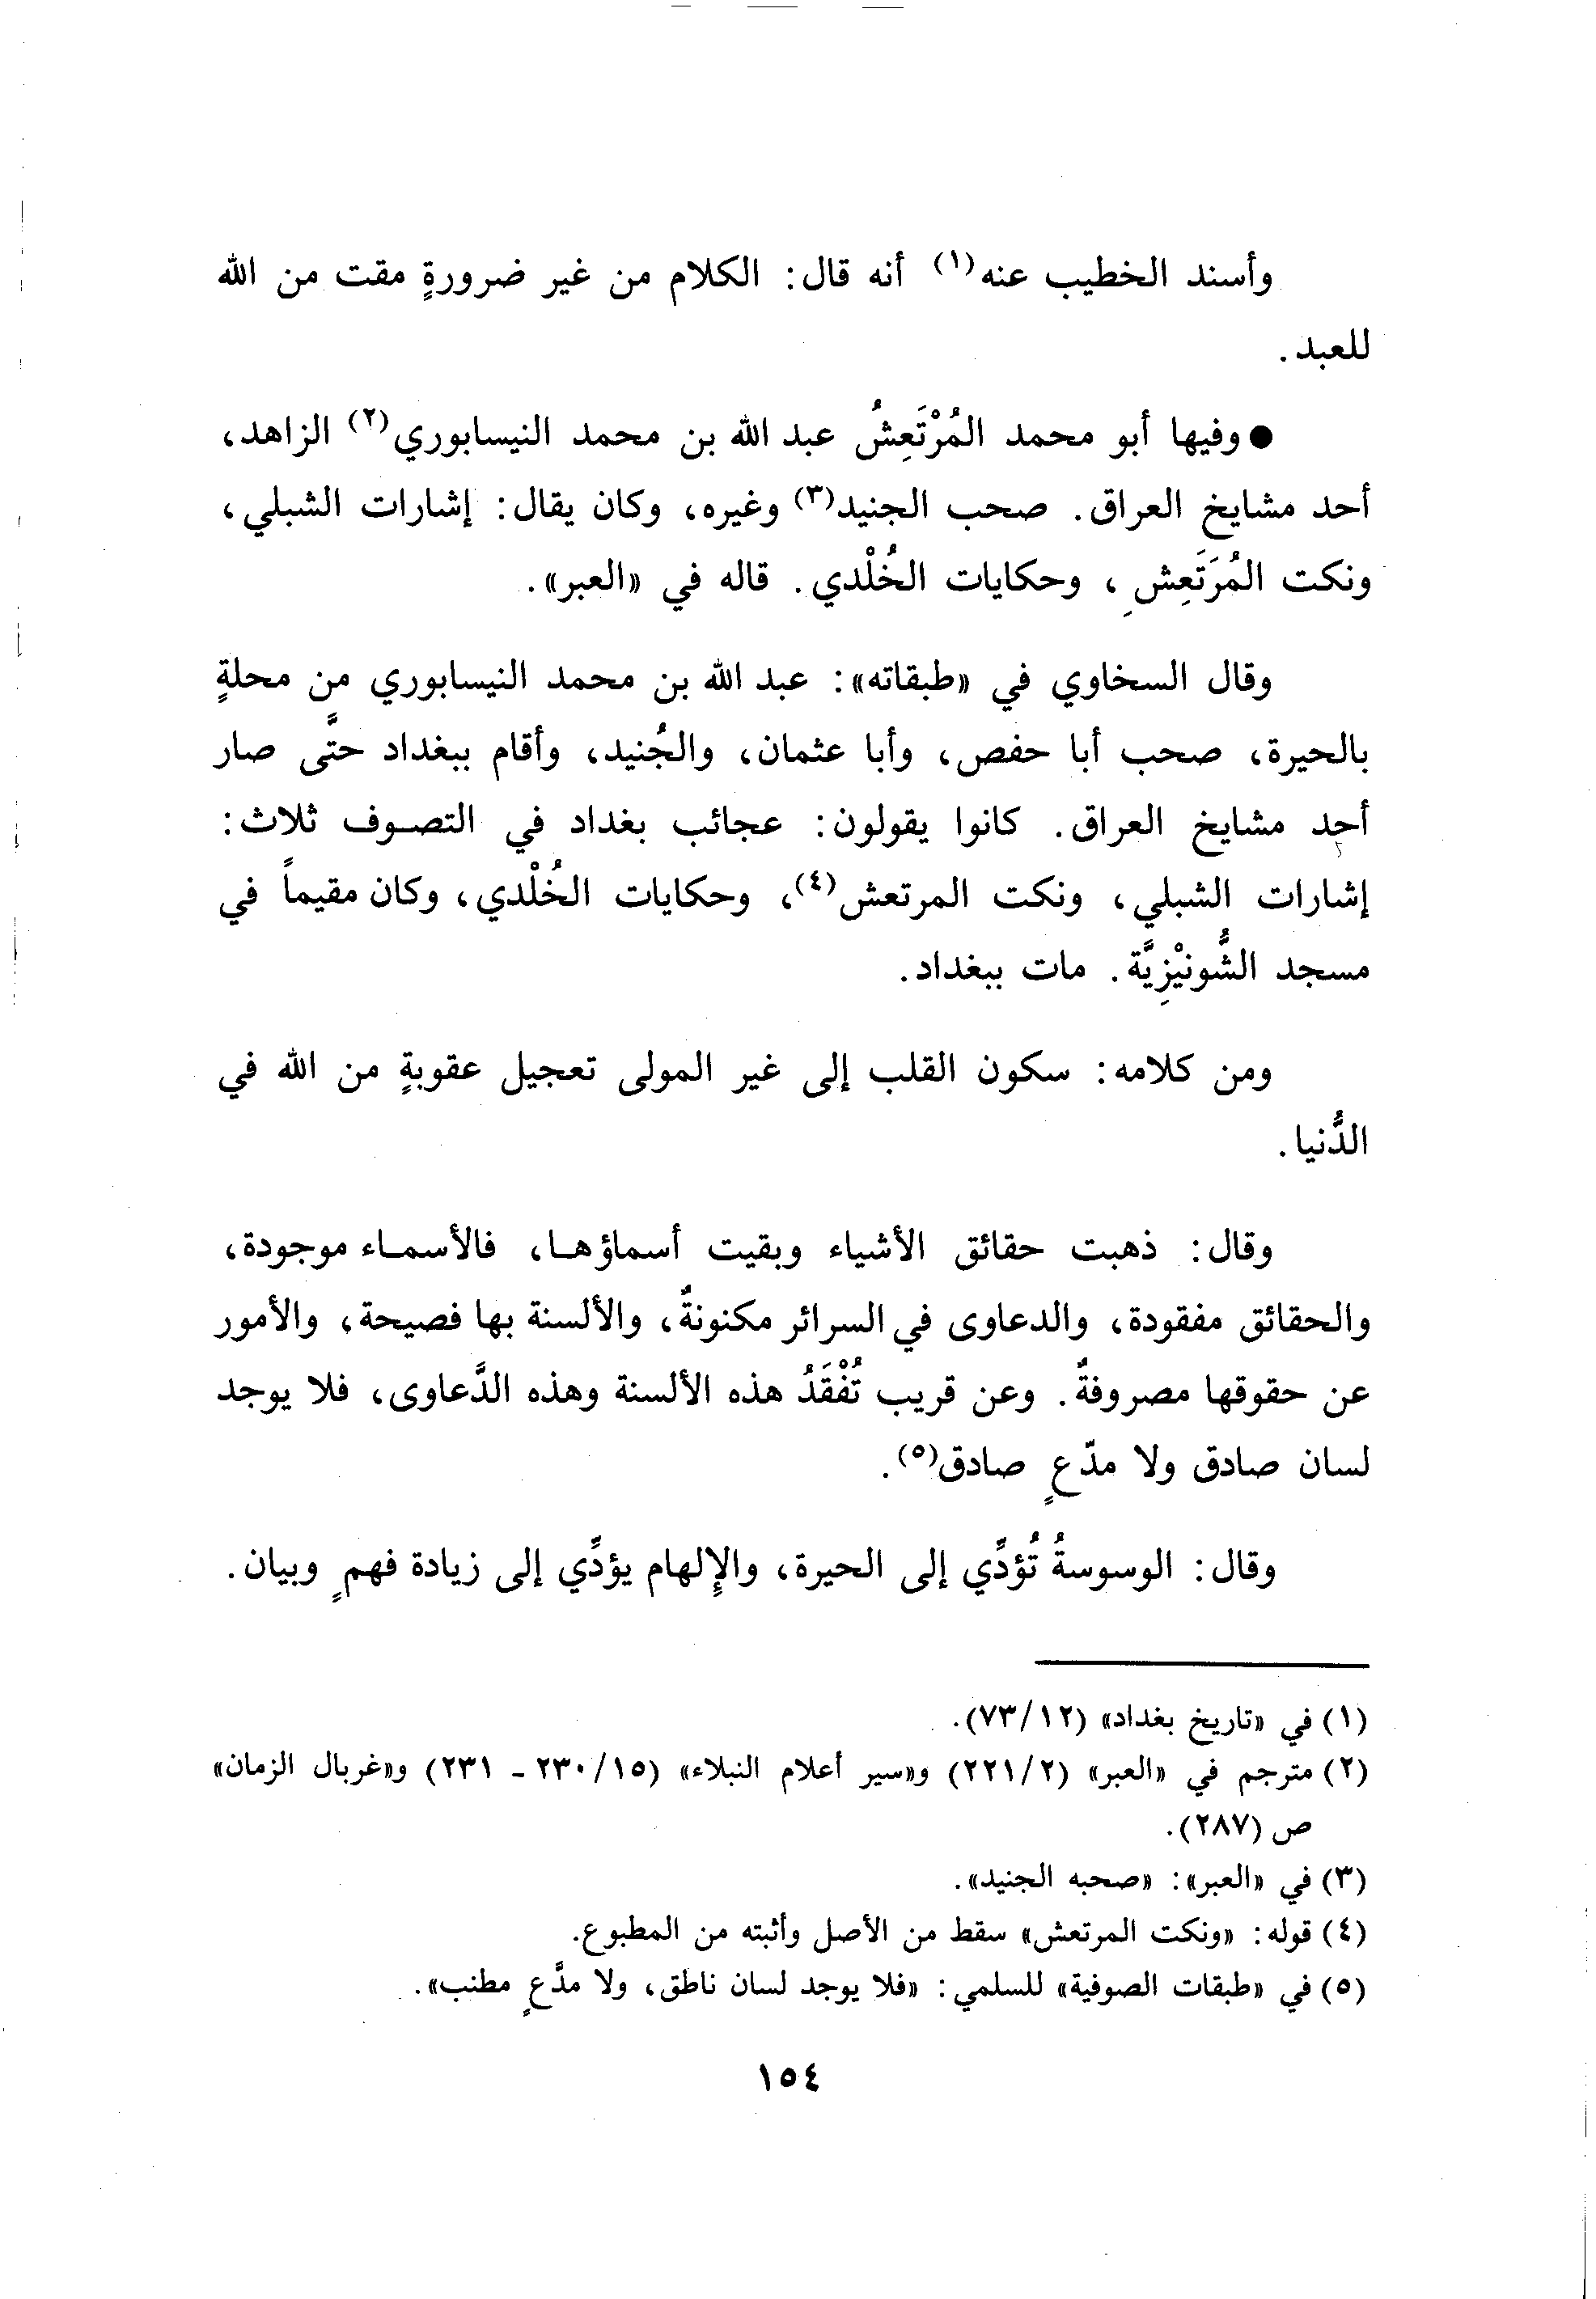 وأسند الخطيب عنه(١) أنه قال: الكلام من غير ضرورةٍ مقت من الله
للعبد.
● وفيها أبو محمد المُرْتَعِشُ عبد الله بن محمد النيسابوري(٢) الزاهد،
أحد مشايخ العراق. صحب الجنيد(٣) وغيره، وكان يقال: إشارات الشبلي،
ونكت المُرَتَعِشِ، وحكايات الخُلْدي. قاله في «العبر».
وقال السخاوي في «طبقاته»: عبد الله بن محمد النيسابوري من محلةٍ
بالحيرة، صحب أبا حفص، وأبا عثمان، والجُنيد، وأقام ببغداد حتَّى صار
أحد مشايخ العراق. كانوا يقولون: عجائب بغداد في التصوف ثلاث:
إشارات الشبلي، ونكت المرتعش(٤)، وحكايات الخُلْدي، وكان مقيماً في
مسجد الشُّونيْزِيَّة. مات ببغداد.
ومن كلامه: سكون القلب إلى غير المولى تعجيل عقوبةٍ من الله في
الدُّنيا.
وقال: ذهبت حقائق الأشياء وبقيت أسماؤها، فالأسماء موجودة،
والحقائق مفقودة، والدعاوى في السرائر مكنونةٌ، والألسنة بها فصيحة، والأمور
عن حقوقها مصروفةٌ. وعن قريب تُفْقَدُ هذه الألسنة وهذه الدَّعاوى، فلا يوجد
لسان صادق ولا مدّعٍ صادق(٥).
وقال: الوسوسةُ تُؤدِّي إلى الحيرة، والإلهام يؤدِّي إلى زيادة فهمٍ وبيان.
(١) في «تاريخ بغداد» (٧٣/١٢).
(٢) مترجم في «العبر» (٢٢١/٢) و«سير أعلام النبلاء» (٢٣٠/١٥ - ٢٣١) و«غربال الزمان»
ص (٢٨٧).
(٣) في «العبر»: «صحبه الجنيد».
(٤) قوله: «ونكت المرتعش» سقط من الأصل وأثبته من المطبوع.
(٥) في «طبقات الصوفية» للسلمي: «فلا يوجد لسان ناطق، ولا مدَّعٍ مطنب».
١٥٤